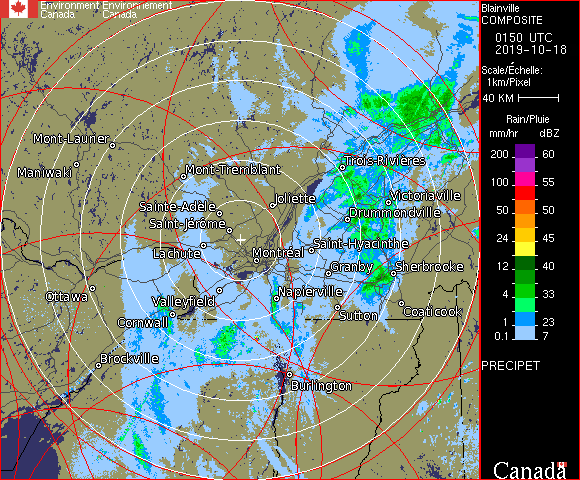 Environment Environnement
Canada Canada
Blainville
COMPOSITE
0150 UTC
2019-10-18
Scale/Échelle:
1km/Pixel
40 KM
Rain/Pluie
mm/hr dBZ
200 60
100 55
50 50
24 45
12 40
4 33
1 23
0.1 7
PRECIPET
Canada
Mont-Laurier
Maniwaki
Mont-Tremblant
Trois-Rivières
Sainte-Adèle
Joliette
Victoriaville
Saint-Jérôme
Drummondville
Lachute
Montréal
Saint-Hyacinthe
Granby
Sherbrooke
Ottawa
Valleyfield
Napierville
Cornwall
Sutton
Coaticook
Brockville
Burlington